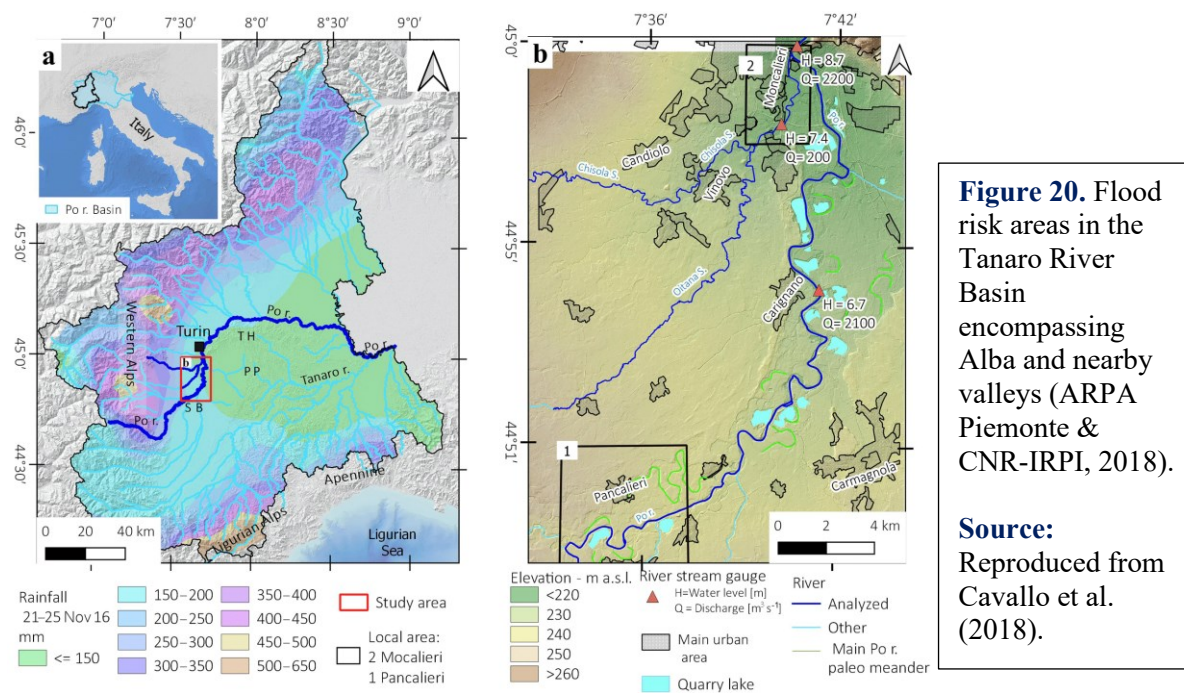 a
7°0′ 7°30′ 8°0′ 8°30′ 9°0′
46°0′
45°30′
45°0′
44°30′
Italy
Po r. Basin
Western Alps
Turin
Po r.
T H
b
P P
Tanaro r.
Po r.
S B
Po r.
Apennine
Ligurian Alps
Ligurian
Sea
0 20 40 km
Rainfall
21–25 Nov 16
mm
<= 150
150–200
200–250
250–300
300–350
350–400
400–450
450–500
500–650
Study area
Local area:
2 Mocalieri
1 Pancalieri
b
7°36′ 7°42′
45°0′
44°55′
44°51′
2
Moncalieri
H = 8.7
Q= 2200
Po r.
H = 7.4
Q= 200
Candiolo
Chisola S.
Chisola S.
Vinovo
Oitana S.
Carignano
H = 6.7
Q= 2100
1
Pancalieri
Po r.
Carmagnola
0 2 4 km
Elevation - m a.s.l.
<220
230
240
250
>260
River stream gauge
H=Water level [m]
Q = Discharge [m³ s⁻¹]
Main urban
area
Quarry lake
River
Analyzed
Other
Main Po r.
paleo meander
Figure 20. Flood
risk areas in the
Tanaro River
Basin
encompassing
Alba and nearby
valleys (ARPA
Piemonte &
CNR-IRPI, 2018).
Source:
Reproduced from
Cavallo et al.
(2018).